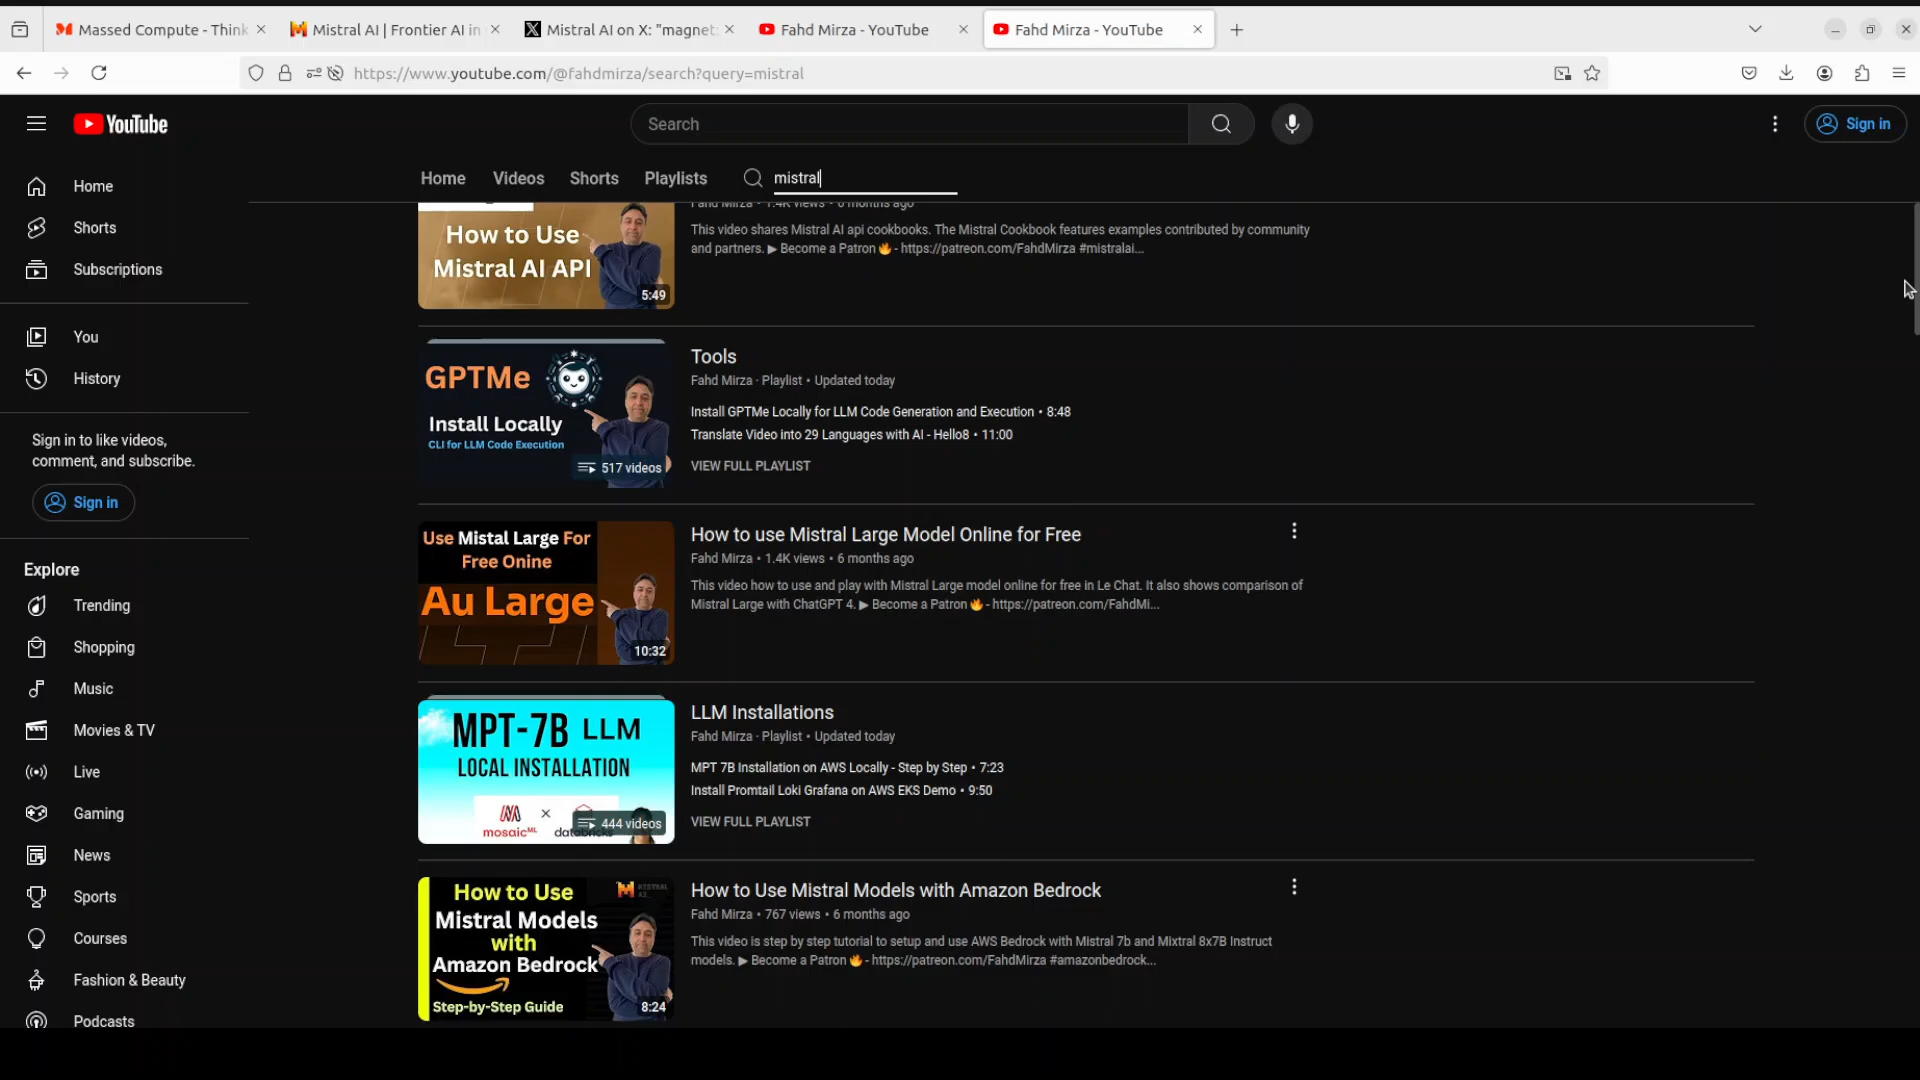 Massed Compute - Think
Mistral AI | Frontier AI in
Mistral AI on X: "magnet:
Fahd Mirza - YouTube
Fahd Mirza - YouTube
https://www.youtube.com/@fahdmirza/search?query=mistral
YouTube
Search
Sign in
Home
Videos
Shorts
Playlists
mistral
Home
Shorts
Subscriptions
You
History
Sign in to like videos,
comment, and subscribe.
Sign in
Explore
Trending
Shopping
Music
Movies & TV
Live
Gaming
News
Sports
Courses
Fashion & Beauty
Podcasts
How to Use
Mistral AI API
5:49
Fahd Mirza • 1.4K views • 6 months ago
This video shares Mistral AI api cookbooks. The Mistral Cookbook features examples contributed by community
and partners. ▶ Become a Patron 🔥 - https://patreon.com/FahdMirza #mistralai...
GPTMe
Install Locally
CLI for LLM Code Execution
517 videos
Tools
Fahd Mirza · Playlist • Updated today
Install GPTMe Locally for LLM Code Generation and Execution • 8:48
Translate Video into 29 Languages with AI - Hello8 • 11:00
VIEW FULL PLAYLIST
Use Mistal Large For
Free Onine
Au Large
10:32
How to use Mistral Large Model Online for Free
Fahd Mirza • 1.4K views • 6 months ago
This video how to use and play with Mistral Large model online for free in Le Chat. It also shows comparison of
Mistral Large with ChatGPT 4. ▶ Become a Patron 🔥 - https://patreon.com/FahdMi...
MPT-7B LLM
LOCAL INSTALLATION
mosaicML
444 videos
LLM Installations
Fahd Mirza · Playlist • Updated today
MPT 7B Installation on AWS Locally - Step by Step • 7:23
Install Promtail Loki Grafana on AWS EKS Demo • 9:50
VIEW FULL PLAYLIST
How to Use
MISTRAL
AI_
Mistral Models
with
Amazon Bedrock
Step-by-Step Guide
8:24
How to Use Mistral Models with Amazon Bedrock
Fahd Mirza • 767 views • 6 months ago
This video is step by step tutorial to setup and use AWS Bedrock with Mistral 7b and Mixtral 8x7B Instruct
models. ▶ Become a Patron 🔥 - https://patreon.com/FahdMirza #amazonbedrock...